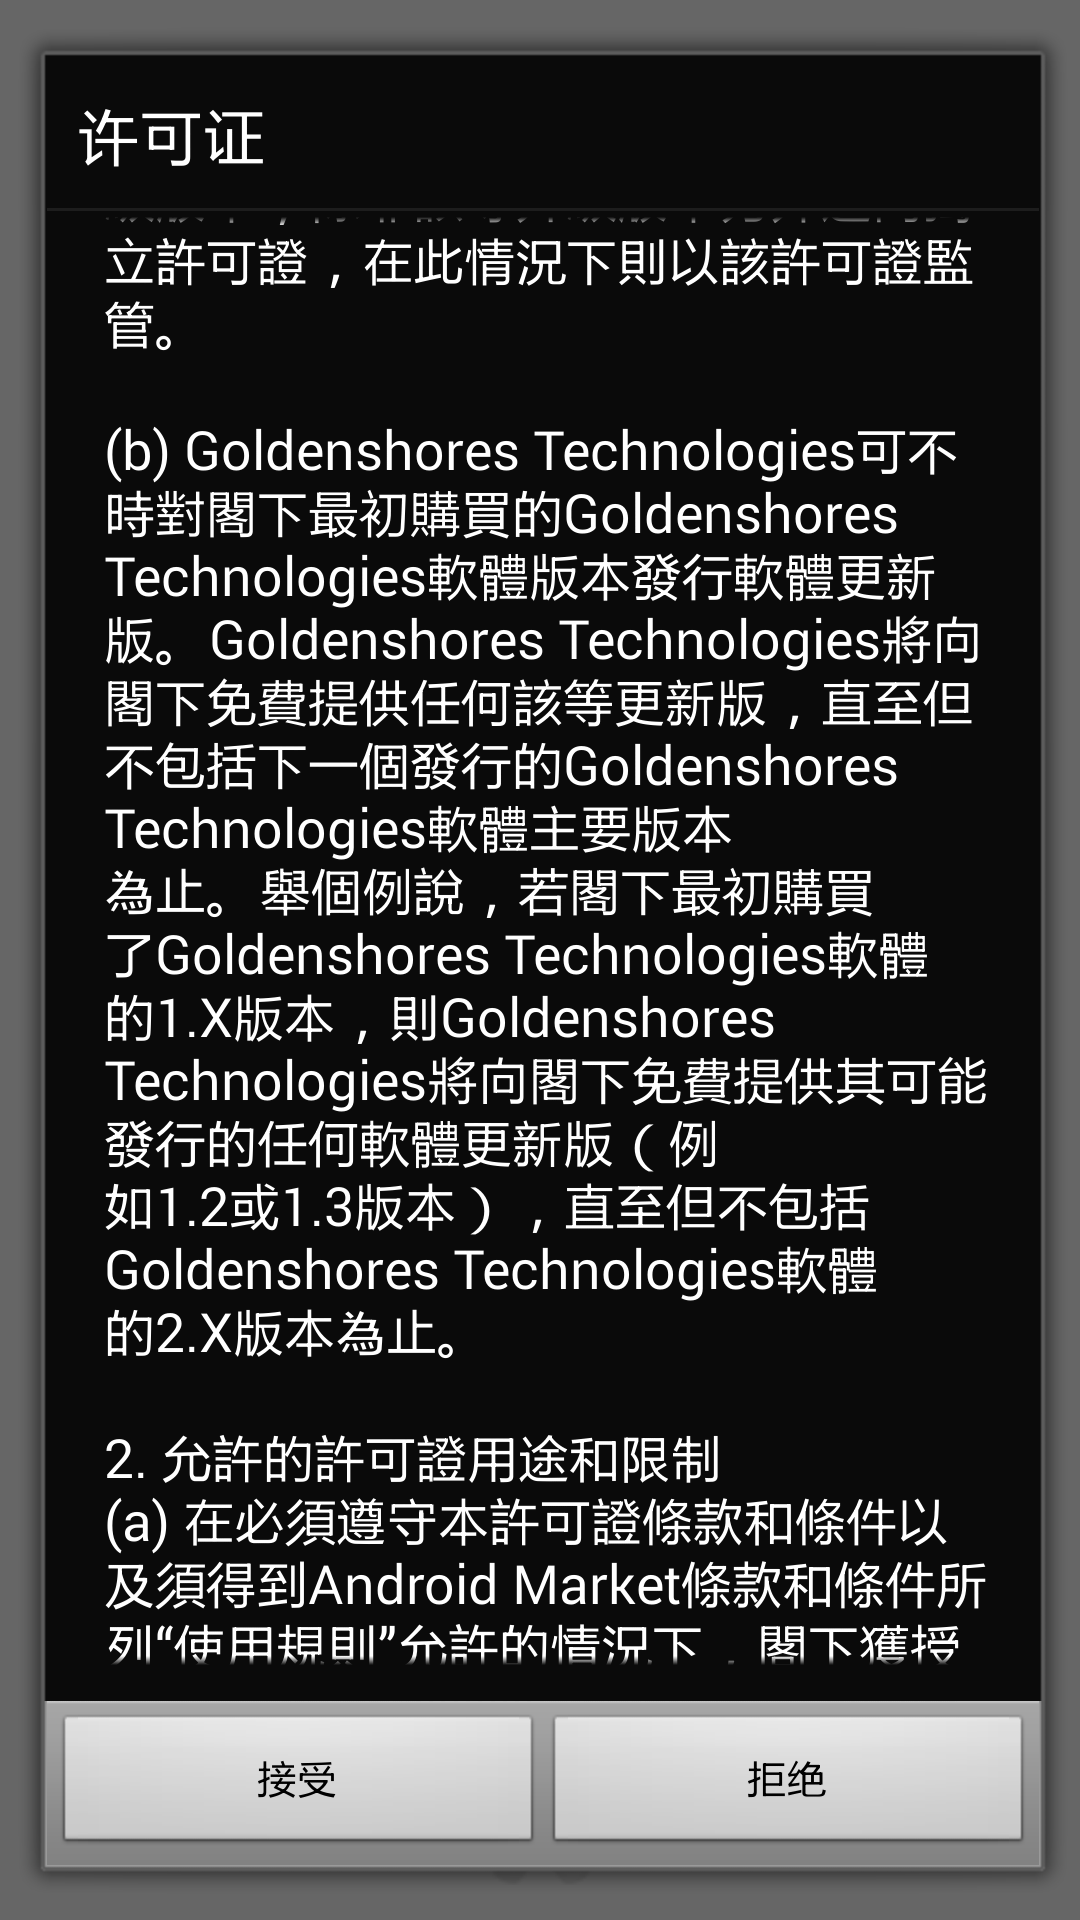 许可证
立許可證，在此情況下則以該許可證監
管。
(b) Goldenshores Technologies可不
時對閣下最初購買的Goldenshores
Technologies軟體版本發行軟體更新
版。Goldenshores Technologies將向
閣下免費提供任何該等更新版，直至但
不包括下一個發行的Goldenshores
Technologies軟體主要版本
為止。舉個例說，若閣下最初購買
了Goldenshores Technologies軟體
的1.X版本，則Goldenshores
Technologies將向閣下免費提供其可能
發行的任何軟體更新版（例
如1.2或1.3版本），直至但不包括
Goldenshores Technologies軟體
的2.X版本為止。
2. 允許的許可證用途和限制
(a) 在必須遵守本許可證條款和條件以
及須得到Android Market條款和條件所
列“使用規則”允許的情況下，閣下獲授
接受
拒绝